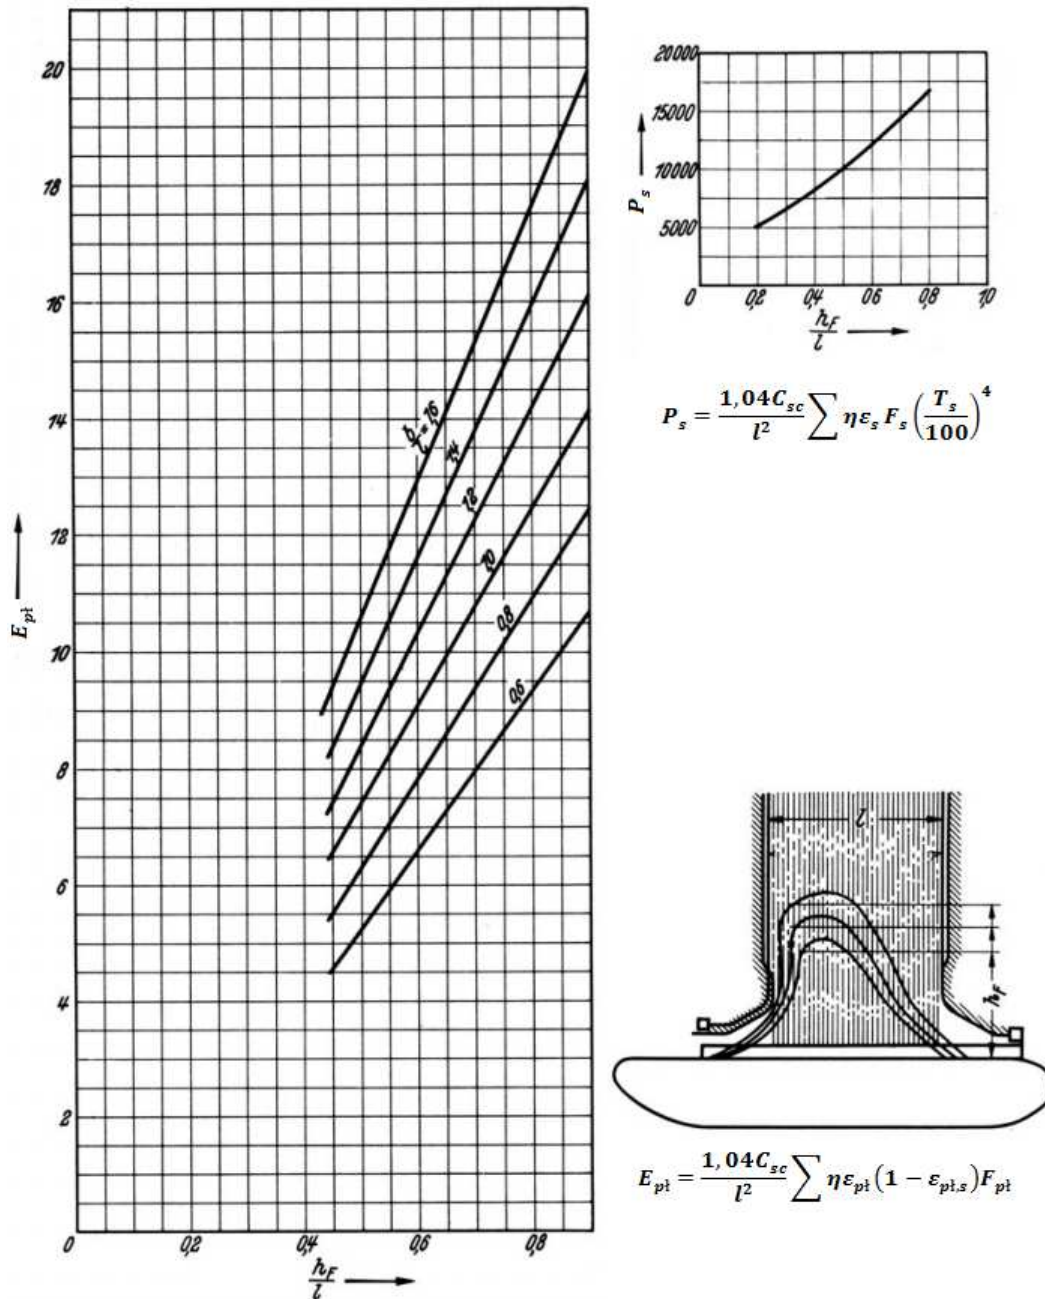 20
18
16
14
12
10
8
6
4
2
0
0,2
0,4
0,6
0,8
E_pł
h_F
l
b/l = 1,6
1,4
1,2
1,0
0,8
0,6
20000
15000
10000
5000
0
0,2
0,4
0,6
0,8
1,0
P_s
h_F
l
P_s = 1,04C_sc / l² ∑ ηε_s F_s (T_s / 100)⁴
l
h_F
E_pł = 1,04C_sc / l² ∑ ηε_pł (1 − ε_pł,s) F_pł